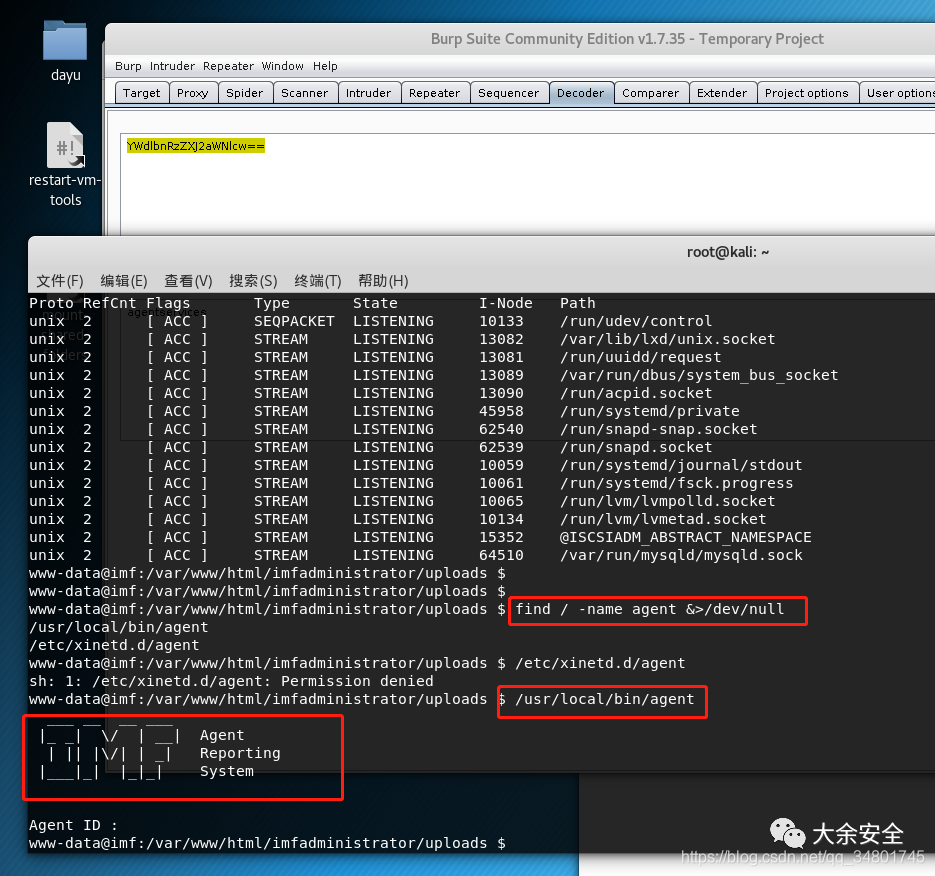 dayu
restart-vm-
tools
Burp Suite Community Edition v1.7.35 - Temporary Project
Burp Intruder Repeater Window Help
Target Proxy Spider Scanner Intruder Repeater Sequencer Decoder Comparer Extender Project options User options
YWdlbnRzZXJ2aWNlcw==
root@kali: ~
文件(F) 编辑(E) 查看(V) 搜索(S) 终端(T) 帮助(H)
Proto RefCnt Flags Type State I-Node Path
agentservices
unix 2 [ ACC ] SEQPACKET LISTENING 10133 /run/udev/control
unix 2 [ ACC ] STREAM LISTENING 13082 /var/lib/lxd/unix.socket
unix 2 [ ACC ] STREAM LISTENING 13081 /run/uuidd/request
unix 2 [ ACC ] STREAM LISTENING 13089 /var/run/dbus/system_bus_socket
unix 2 [ ACC ] STREAM LISTENING 13090 /run/acpid.socket
unix 2 [ ACC ] STREAM LISTENING 45958 /run/systemd/private
unix 2 [ ACC ] STREAM LISTENING 62540 /run/snapd-snap.socket
unix 2 [ ACC ] STREAM LISTENING 62539 /run/snapd.socket
unix 2 [ ACC ] STREAM LISTENING 10059 /run/systemd/journal/stdout
unix 2 [ ACC ] STREAM LISTENING 10061 /run/systemd/fsck.progress
unix 2 [ ACC ] STREAM LISTENING 10065 /run/lvm/lvmpolld.socket
unix 2 [ ACC ] STREAM LISTENING 10134 /run/lvm/lvmetad.socket
unix 2 [ ACC ] STREAM LISTENING 15352 @ISCSIADM_ABSTRACT_NAMESPACE
unix 2 [ ACC ] STREAM LISTENING 64510 /var/run/mysqld/mysqld.sock
www-data@imf:/var/www/html/imfadministrator/uploads $
www-data@imf:/var/www/html/imfadministrator/uploads $
www-data@imf:/var/www/html/imfadministrator/uploads $ find / -name agent &>/dev/null
/usr/local/bin/agent
/etc/xinetd.d/agent
www-data@imf:/var/www/html/imfadministrator/uploads $ /etc/xinetd.d/agent
sh: 1: /etc/xinetd.d/agent: Permission denied
www-data@imf:/var/www/html/imfadministrator/uploads $ /usr/local/bin/agent
  ___ __  __ ___
 |_ _|  \/  | __|  Agent
  | || |\/| | _|   Reporting
 |___|_|  |_|_|    System
Agent ID :
www-data@imf:/var/www/html/imfadministrator/uploads $
大余安全
https://blog.csdn.net/qq_34801745